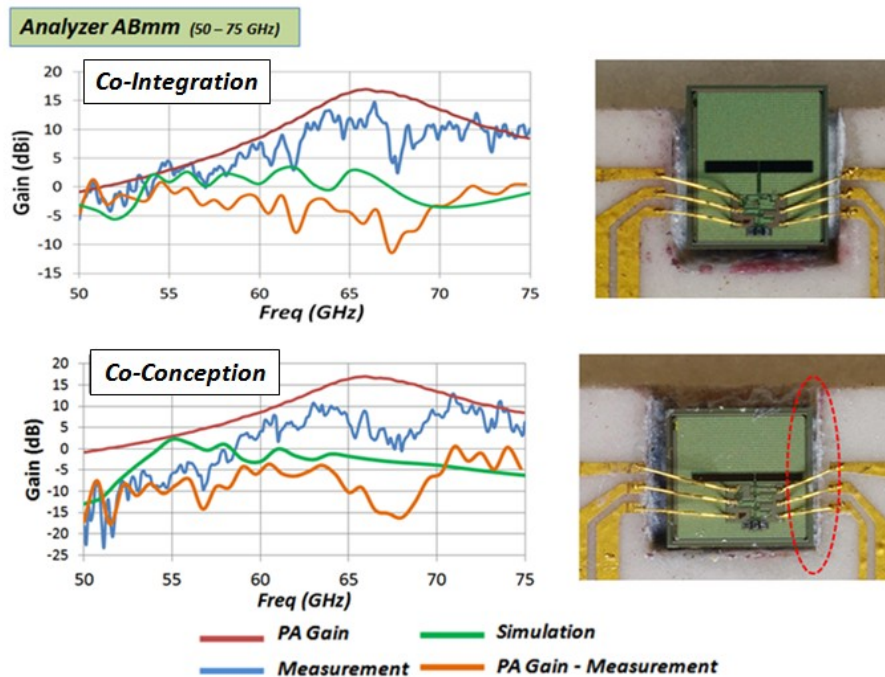 Analyzer ABmm (50 – 75 GHz)
Co-Integration
Gain (dBi)
20
15
10
5
0
-5
-10
-15
50 55 60 65 70 75
Freq (GHz)
Co-Conception
Gain (dB)
20
15
10
5
0
-5
-10
-15
-20
-25
50 55 60 65 70 75
Freq (GHz)
PA Gain Simulation
Measurement PA Gain - Measurement